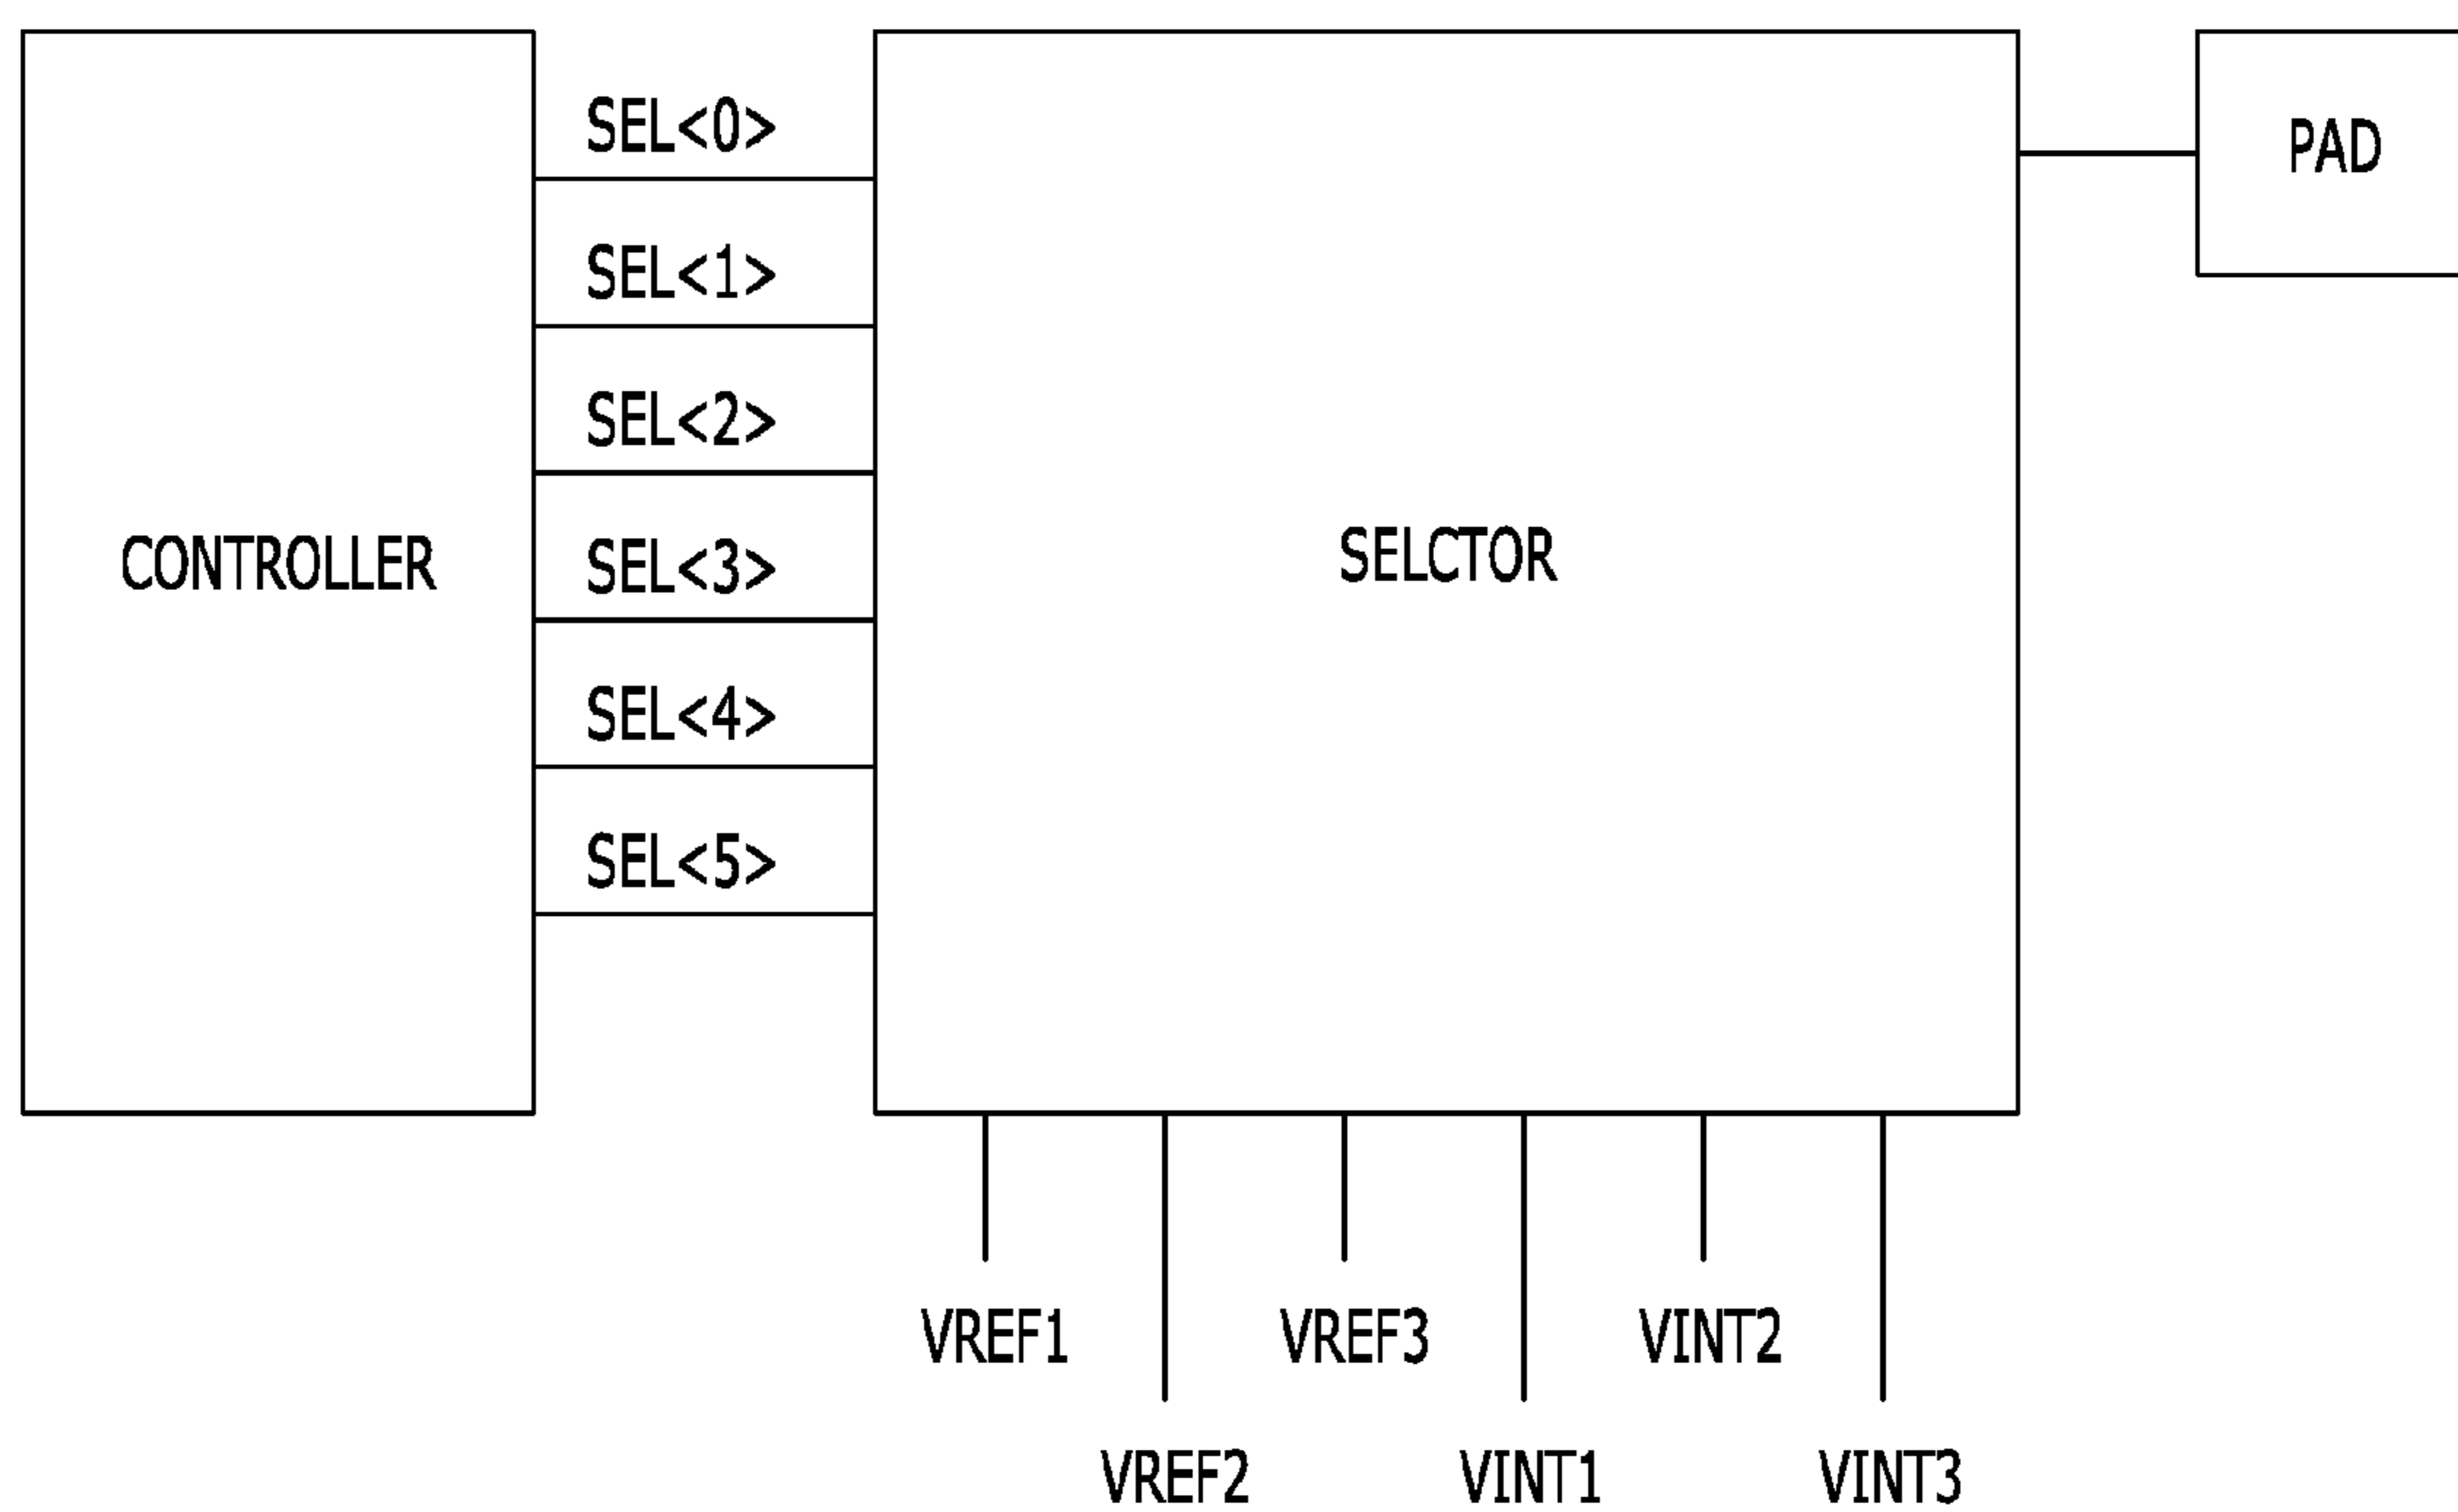 SEL<0>
PAD
SEL<1>
SEL<2>
CONTROLLER
SEL<3>
SELCTOR
SEL<4>
SEL<5>
VREF1
VREF3
VINT2
VREF2
VINT1
VINT3